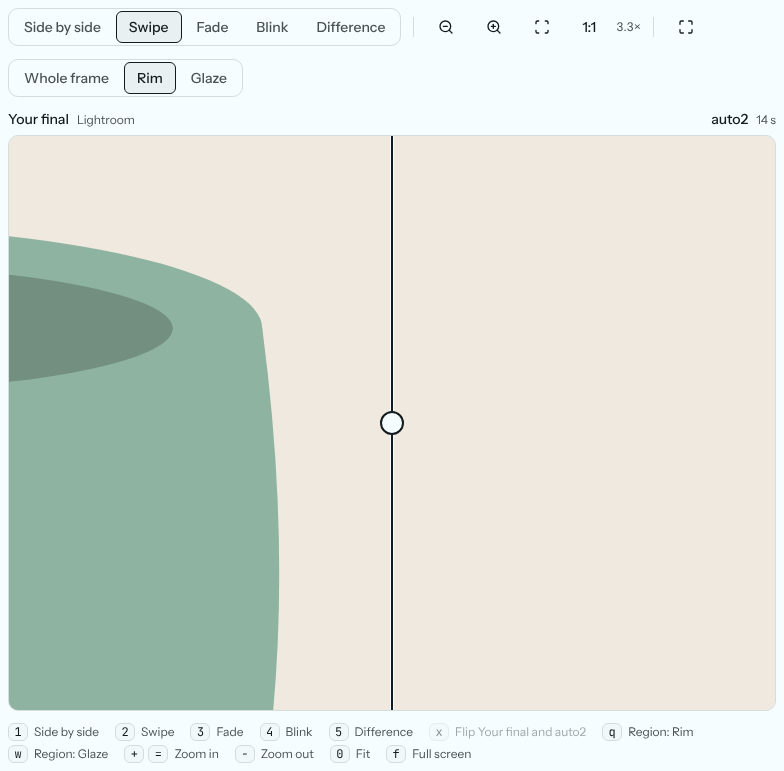 Side by side Swipe Fade Blink Difference 1:1 3.3×
Whole frame Rim Glaze
Your final Lightroom auto2 14 s
1 Side by side 2 Swipe 3 Fade 4 Blink 5 Difference x Flip Your final and auto2 q Region: Rim
w Region: Glaze + = Zoom in - Zoom out 0 Fit f Full screen